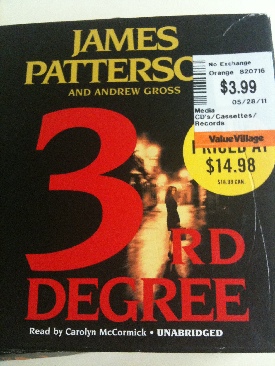 JAMES
PATTERSO
AND ANDREW GROSS
No Exchange
Orange 820716
$3.99
05/28/11
Media
CD's/Cassettes/
Records
Value Village
PRICED AT
$14.98
3RD
DEGREE
Read by Carolyn McCormick • UNABRIDGED